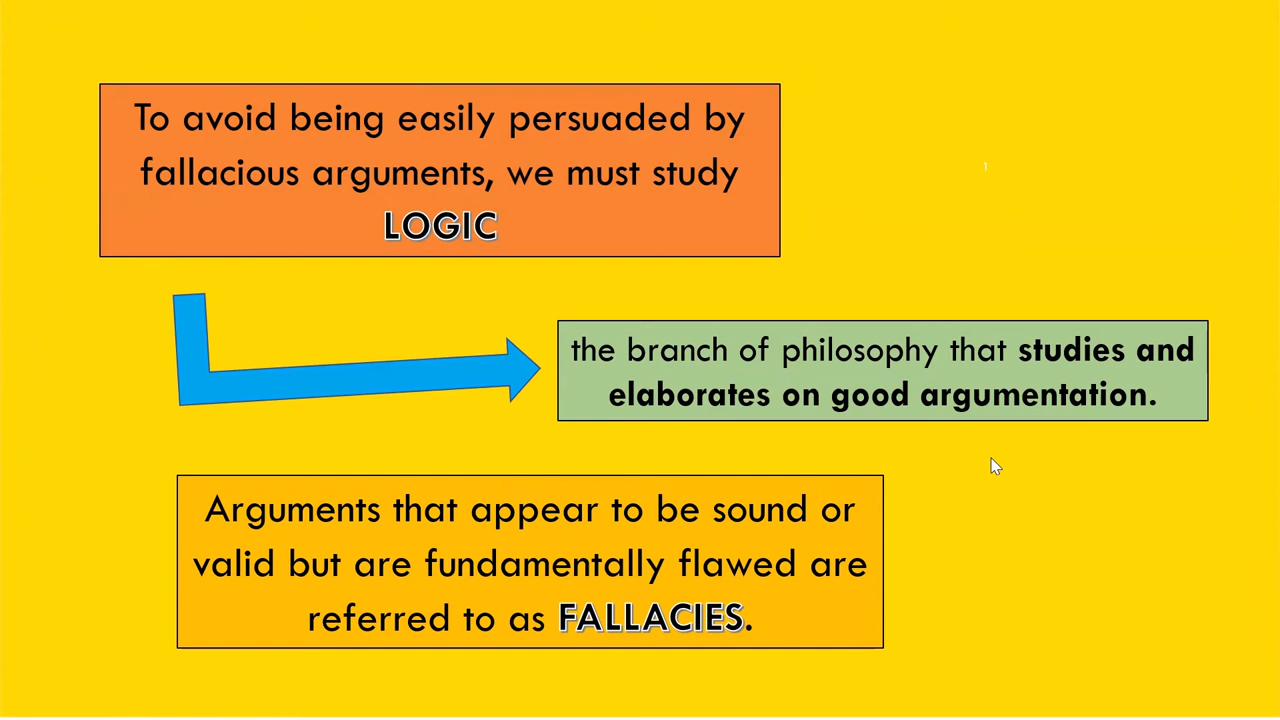 To avoid being easily persuaded by
fallacious arguments, we must study
LOGIC
the branch of philosophy that studies and
elaborates on good argumentation.
Arguments that appear to be sound or
valid but are fundamentally flawed are
referred to as FALLACIES.